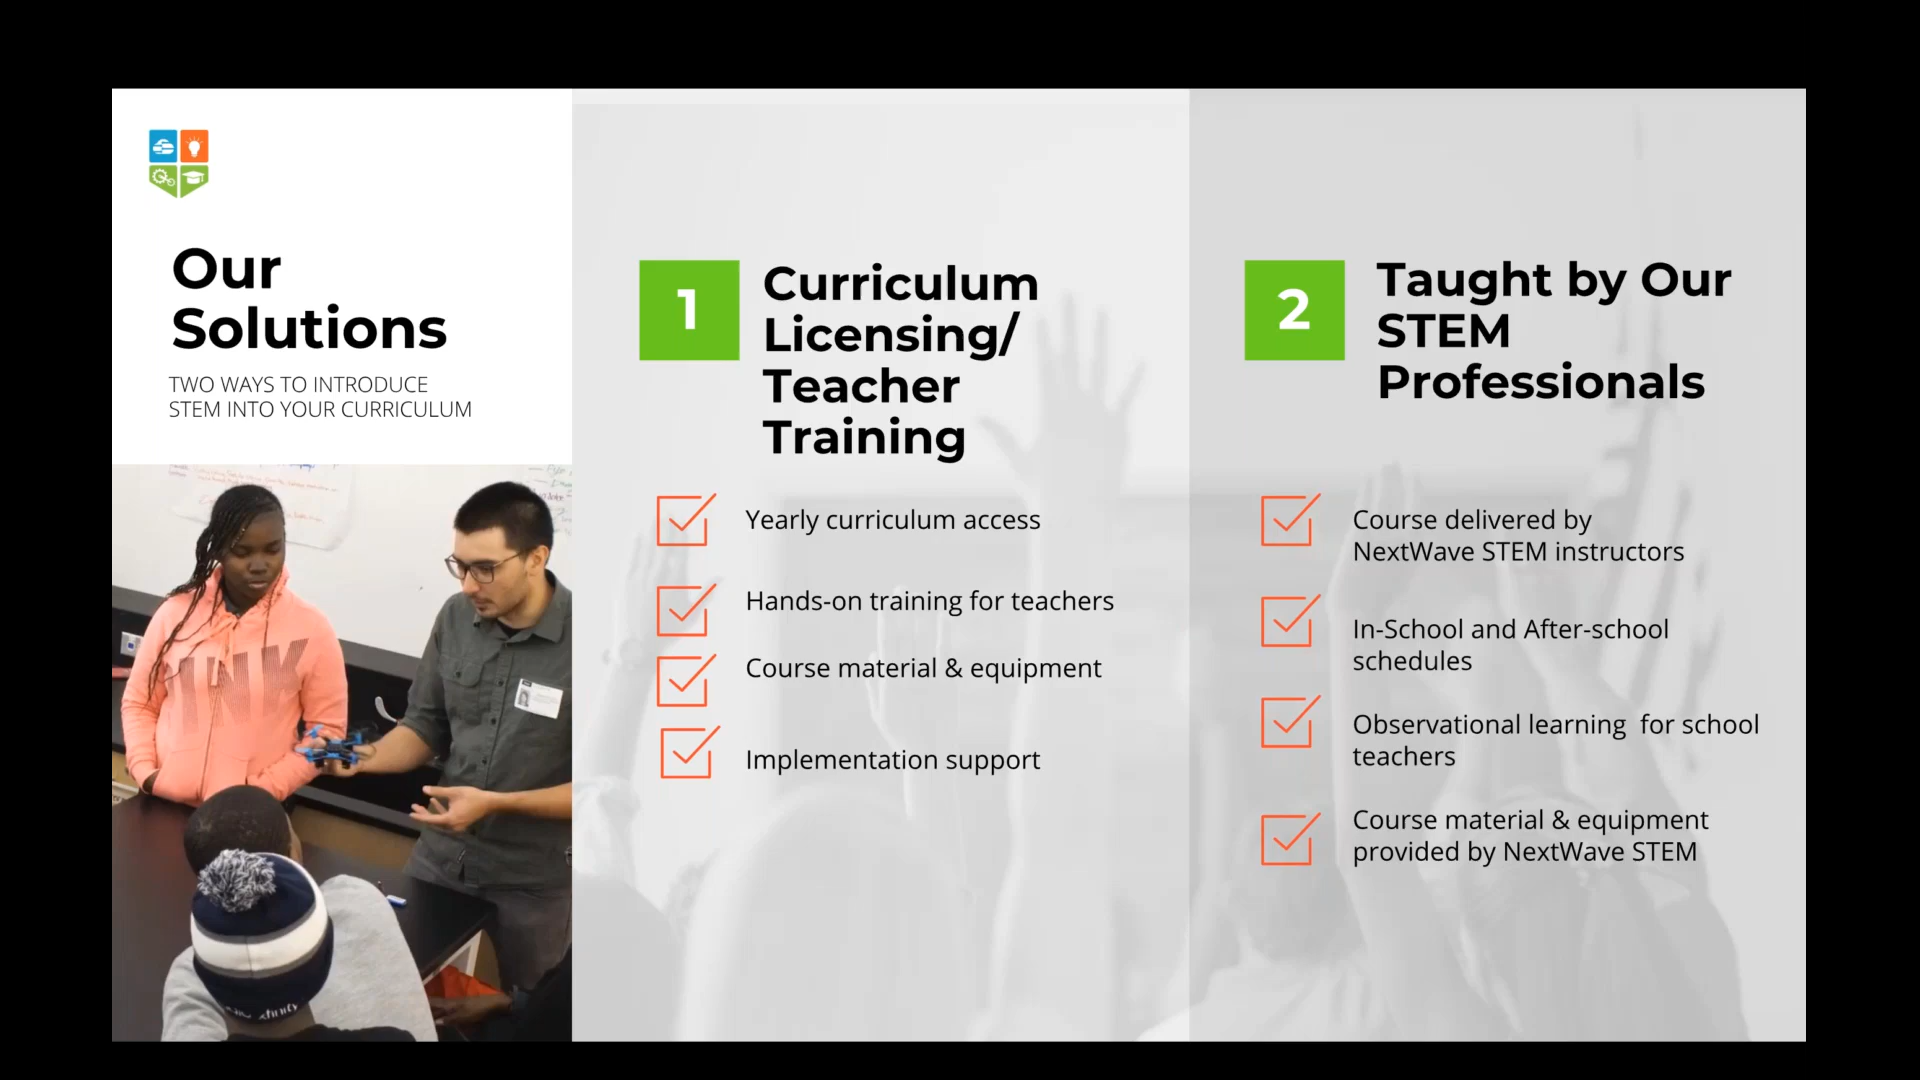 Our
Solutions
TWO WAYS TO INTRODUCE
STEM INTO YOUR CURRICULUM
PINK
1
Curriculum
Licensing/
Teacher
Training
Yearly curriculum access
Hands-on training for teachers
Course material & equipment
Implementation support
2
Taught by Our
STEM
Professionals
Course delivered by
NextWave STEM instructors
In-School and After-school
schedules
Observational learning  for school
teachers
Course material & equipment
provided by NextWave STEM